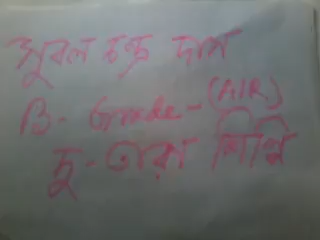 সুবল চন্দ্র দাস
B- Grade - (AIR)
দু-তারা শিল্পি